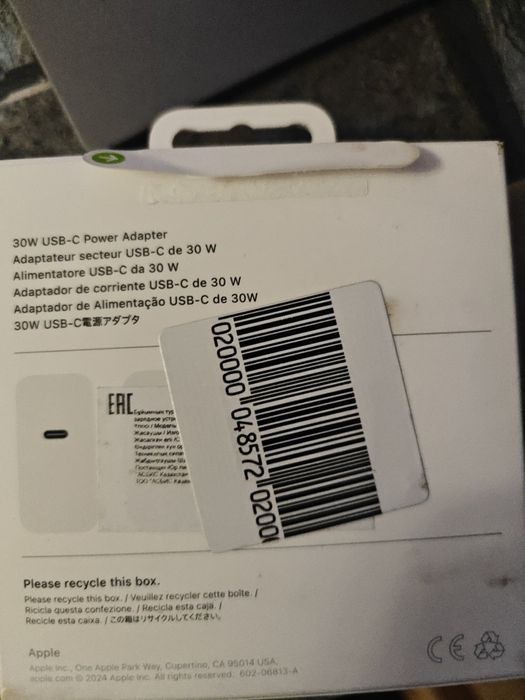 30W USB-C Power Adapter
Adaptateur secteur USB-C de 30 W
Alimentatore USB-C da 30 W
Adaptador de corriente USB-C de 30 W
Adaptador de Alimentação USB-C de 30W
30W USB-C電源アダプタ
EAC
020000 048572 0200
Please recycle this box.
Please recycle this box. / Veuillez recycler cette boîte. /
Ricicla questa confezione. / Recicla esta caja. /
Recicle esta caixa. / この箱はリサイクルしてください。
Apple
Apple Inc., One Apple Park Way, Cupertino, CA 95014 USA.
apple.com © 2024 Apple Inc. All rights reserved. 602-06813-A
CE